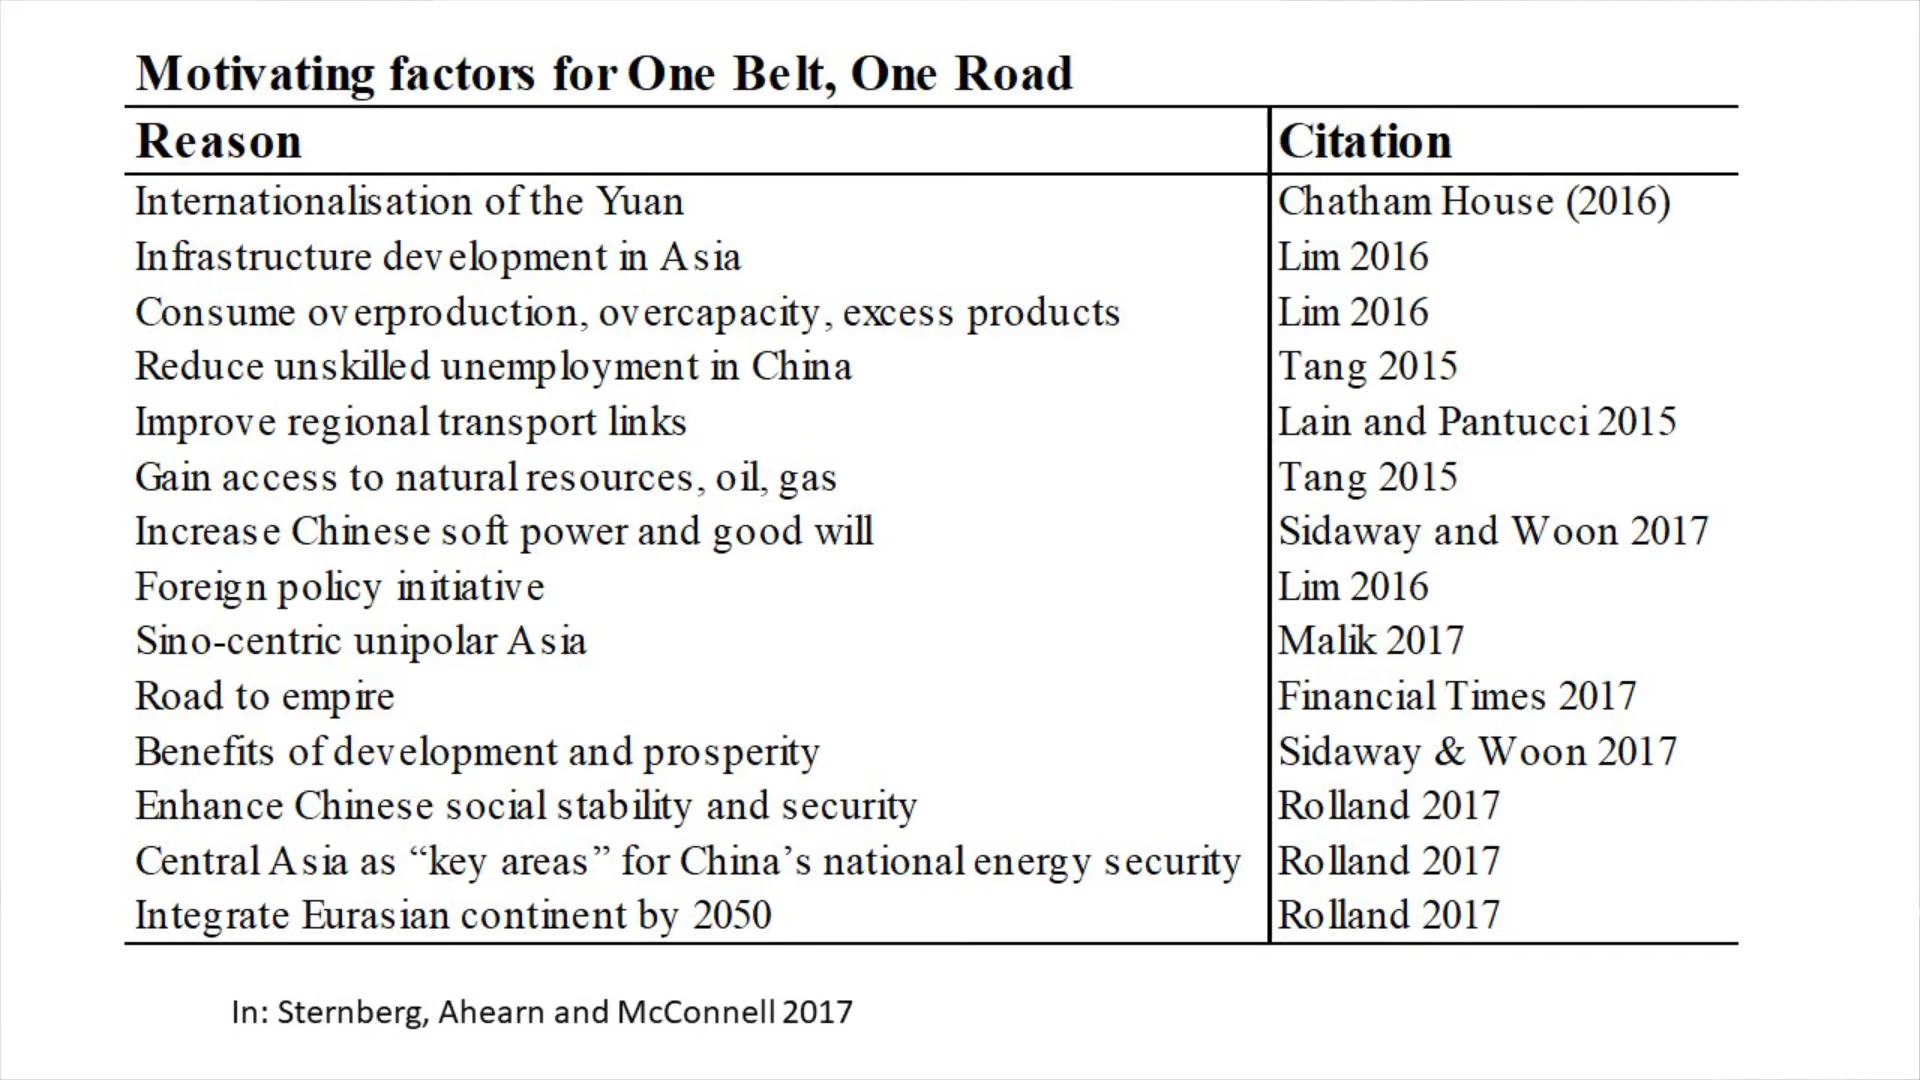 Motivating factors for One Belt, One Road
Reason Citation
Internationalisation of the Yuan Chatham House (2016)
Infrastructure development in Asia Lim 2016
Consume overproduction, overcapacity, excess products Lim 2016
Reduce unskilled unemployment in China Tang 2015
Improve regional transport links Lain and Pantucci 2015
Gain access to natural resources, oil, gas Tang 2015
Increase Chinese soft power and good will Sidaway and Woon 2017
Foreign policy initiative Lim 2016
Sino-centric unipolar Asia Malik 2017
Road to empire Financial Times 2017
Benefits of development and prosperity Sidaway & Woon 2017
Enhance Chinese social stability and security Rolland 2017
Central Asia as “key areas” for China’s national energy security Rolland 2017
Integrate Eurasian continent by 2050 Rolland 2017
In: Sternberg, Ahearn and McConnell 2017